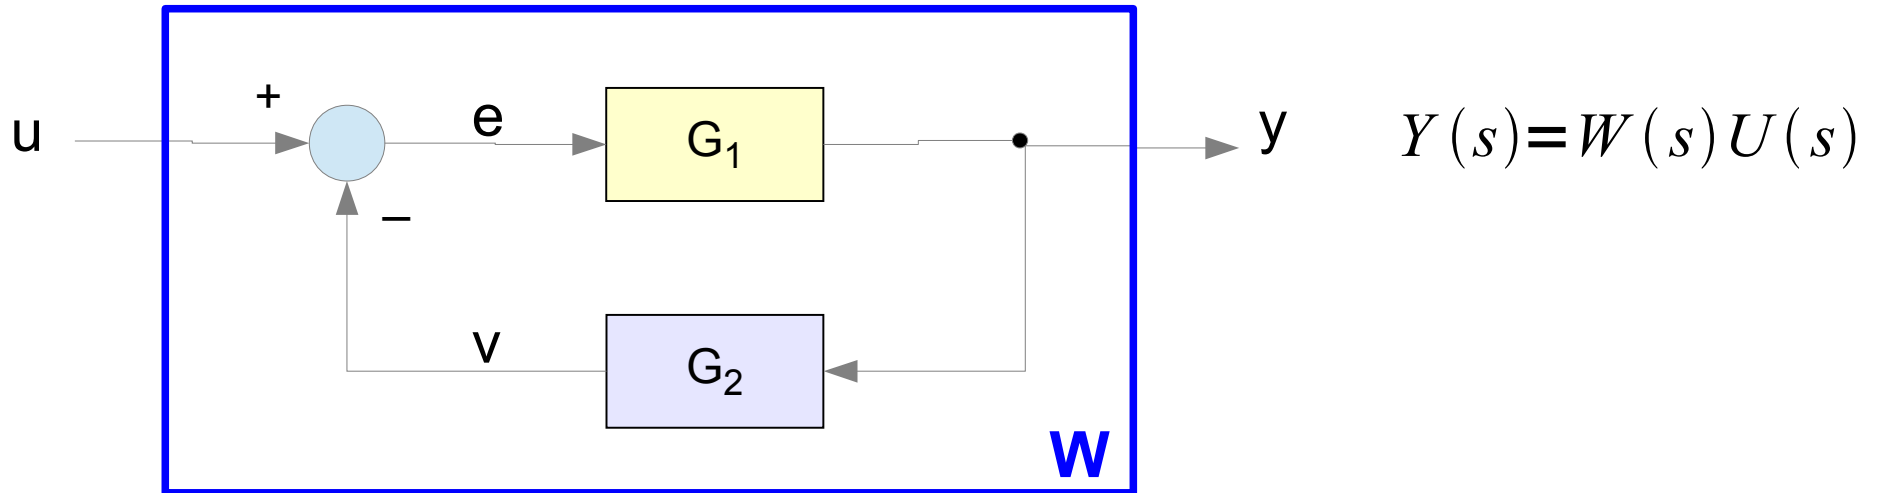 u
+
e
G₁
y
Y(s)=W(s)U(s)
−
v
G₂
W